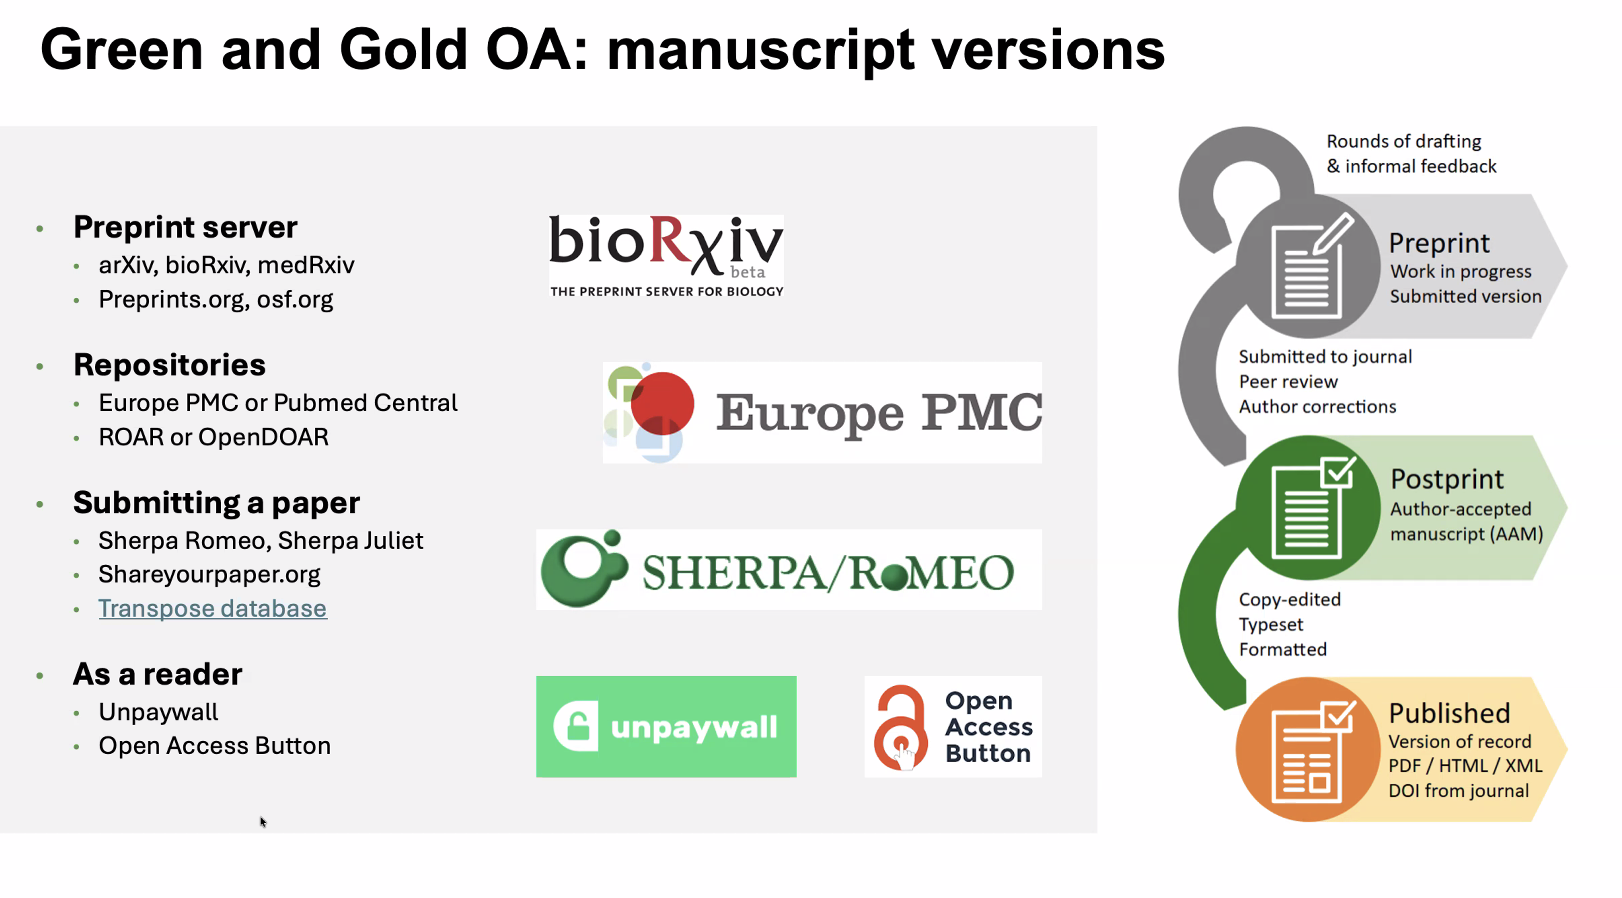 Green and Gold OA: manuscript versions
• Preprint server
• arXiv, bioRxiv, medRxiv
• Preprints.org, osf.org
• Repositories
• Europe PMC or Pubmed Central
• ROAR or OpenDOAR
• Submitting a paper
• Sherpa Romeo, Sherpa Juliet
• Shareyourpaper.org
• Transpose database
• As a reader
• Unpaywall
• Open Access Button
bioRχiv
beta
THE PREPRINT SERVER FOR BIOLOGY
Europe PMC
SHERPA/RoMEO
unpaywall
Open
Access
Button
Rounds of drafting
& informal feedback
Preprint
Work in progress
Submitted version
Submitted to journal
Peer review
Author corrections
Postprint
Author-accepted
manuscript (AAM)
Copy-edited
Typeset
Formatted
Published
Version of record
PDF / HTML / XML
DOI from journal